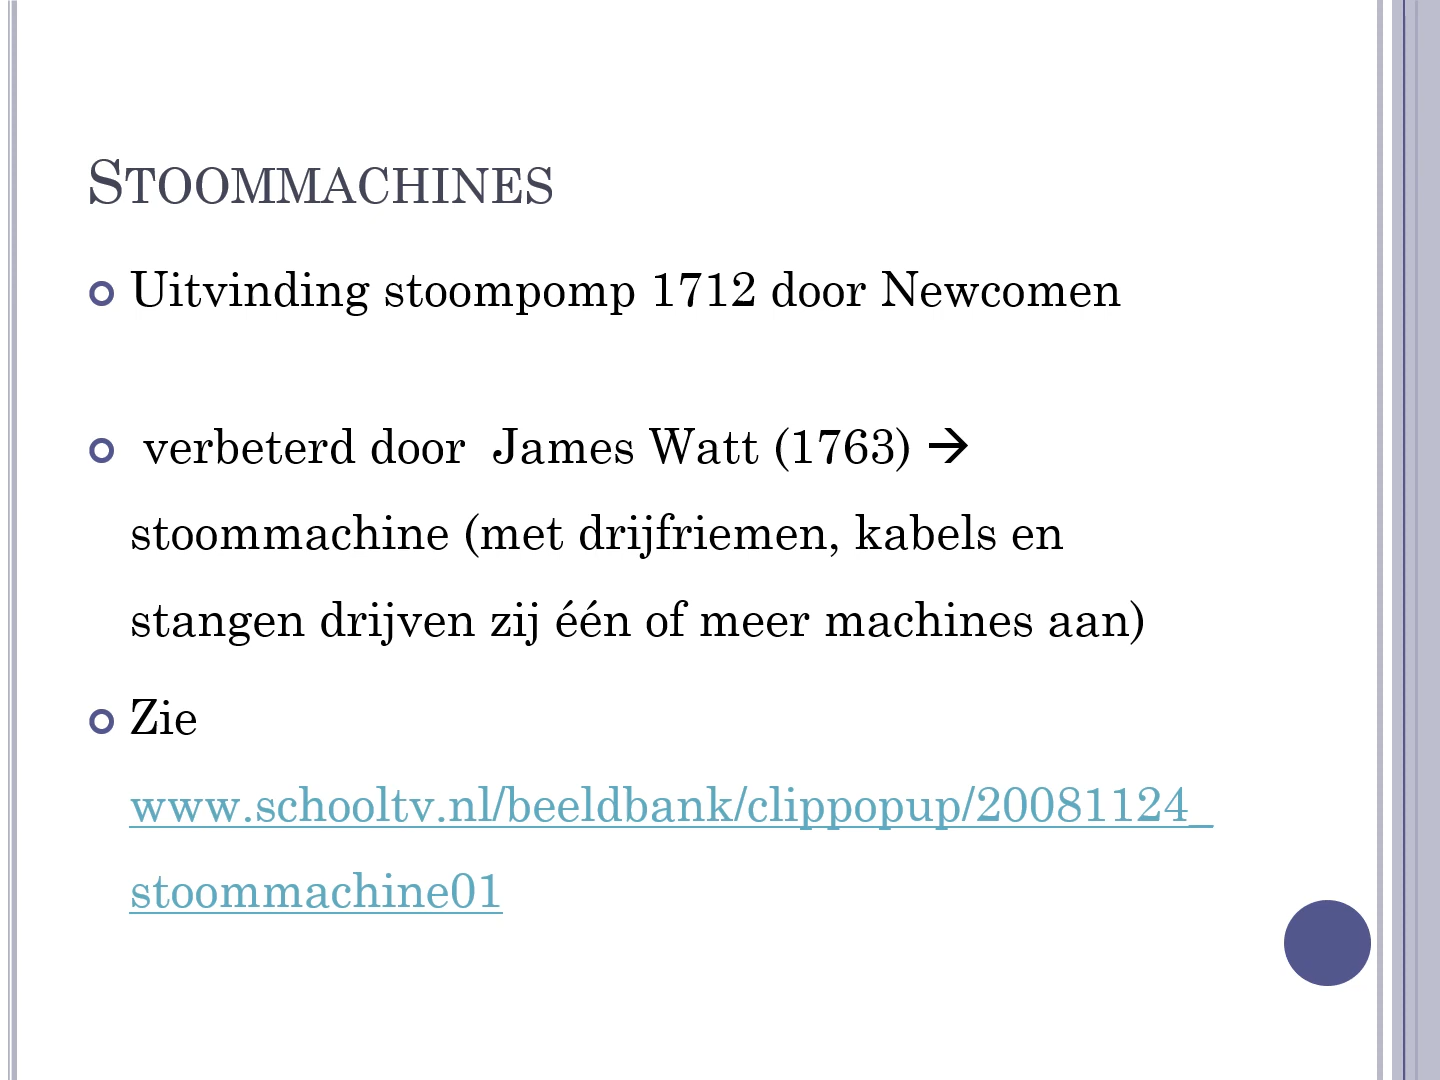 Stoommachines
Uitvinding stoompomp 1712 door Newcomen
verbeterd door James Watt (1763) →
stoommachine (met drijfriemen, kabels en
stangen drijven zij één of meer machines aan)
Zie
www.schooltv.nl/beeldbank/clippopup/20081124_
stoommachine01